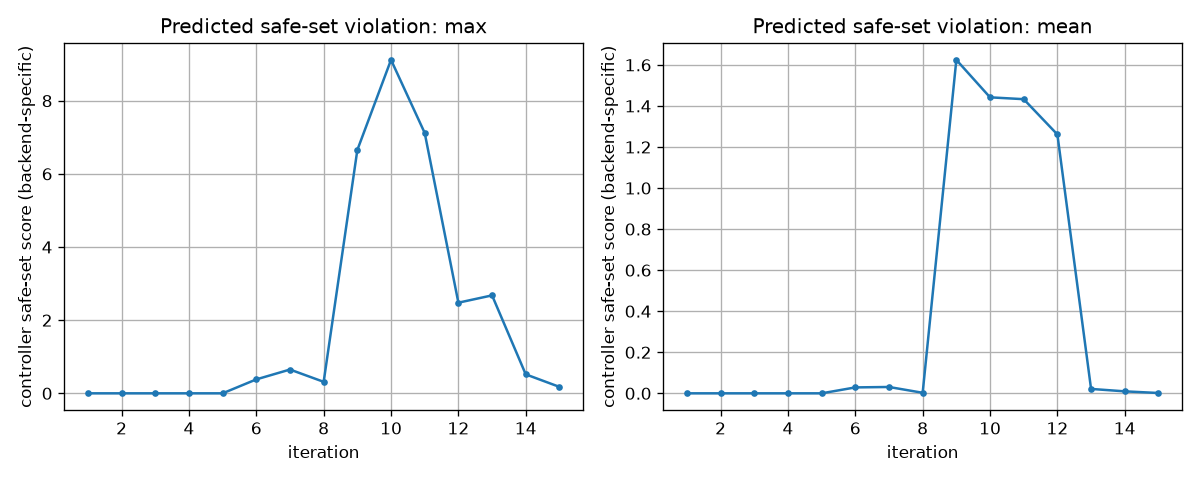 Predicted safe-set violation: max
controller safe-set score (backend-specific)
8
6
4
2
0
2 4 6 8 10 12 14
iteration
Predicted safe-set violation: mean
controller safe-set score (backend-specific)
1.6
1.4
1.2
1.0
0.8
0.6
0.4
0.2
0.0
2 4 6 8 10 12 14
iteration